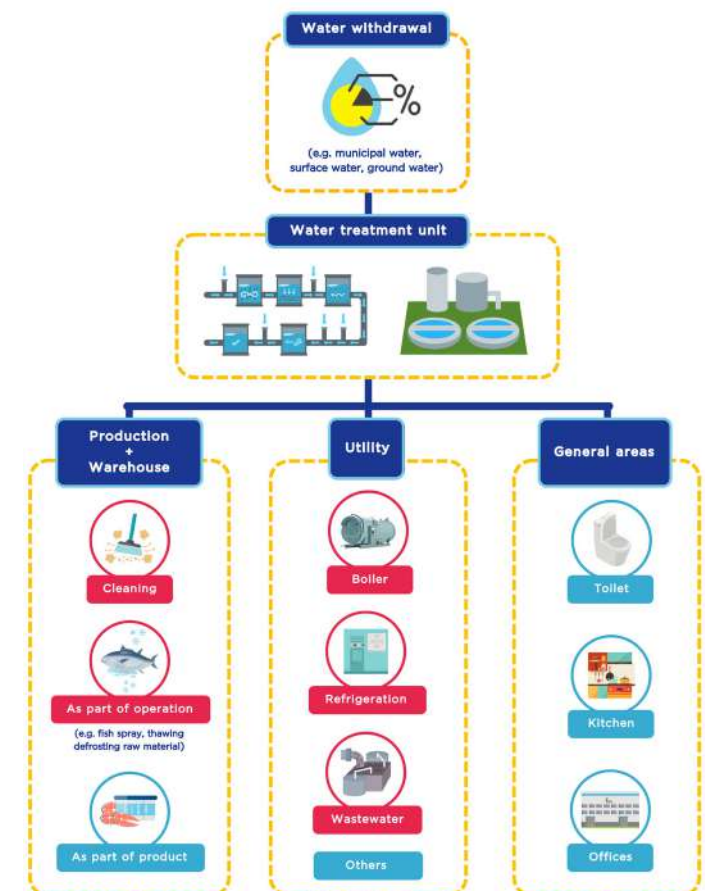 Water withdrawal
%
(e.g. municipal water,
surface water, ground water)
Water treatment unit
Production
+
Warehouse
Cleaning
As part of operation
(e.g. fish spray, thawing
defrosting raw material)
As part of product
Utility
Boiler
Refrigeration
Wastewater
Others
General areas
Toilet
Kitchen
Offices